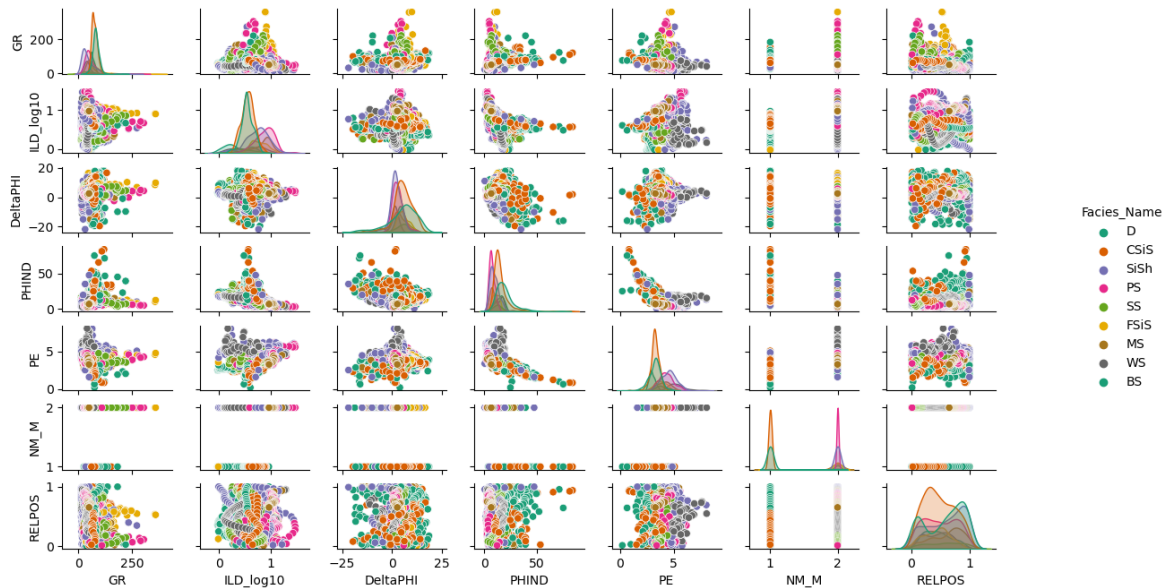 GR
200
0
ILD_log10
1
0
DeltaPHI
20
0
−20
PHIND
50
0
PE
5
0
NM_M
2
1
RELPOS
1
0
0 250
0 1
−25 0 25
0 50
0 5
1 2
0 1
GR ILD_log10 DeltaPHI PHIND PE NM_M RELPOS
Facies_Name
D
CSiS
SiSh
PS
SS
FSiS
MS
WS
BS